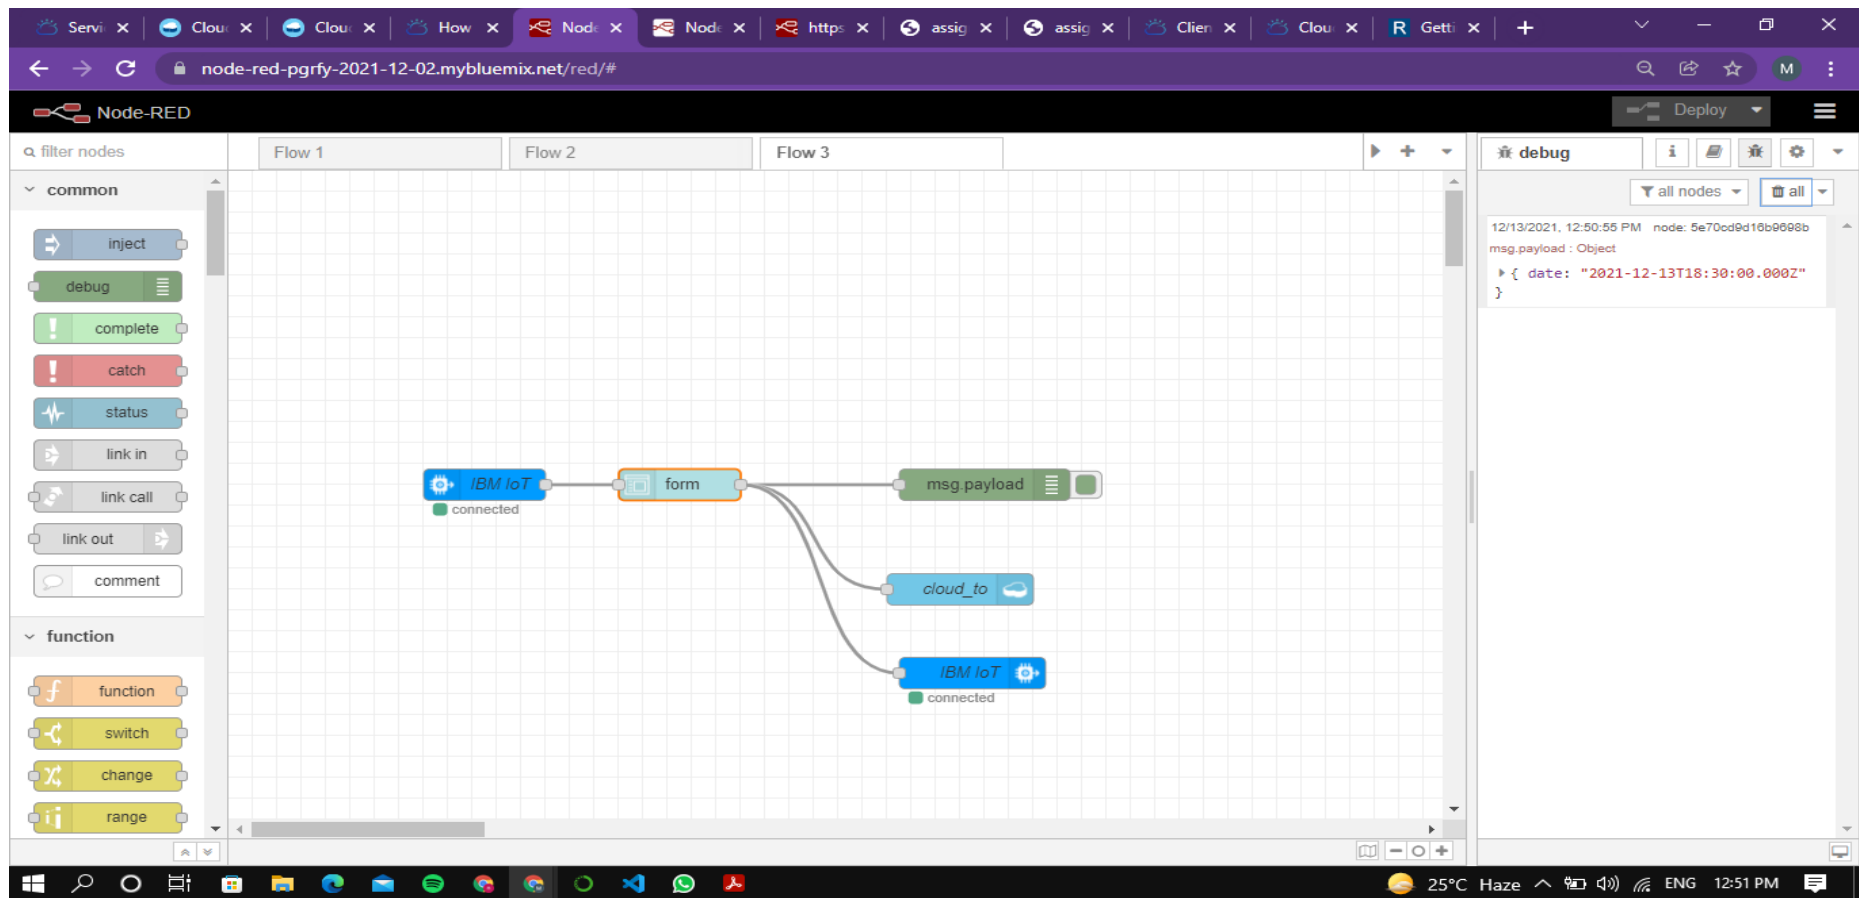 Servi Clou Clou How Node Node https assig assig Clien Clou Getti
node-red-pgrfy-2021-12-02.mybluemix.net/red/#
M
Node-RED
Deploy
filter nodes
Flow 1
Flow 2
Flow 3
debug
i
common
all nodes
all
inject
debug
complete
catch
status
link in
link call
link out
comment
function
function
switch
change
range
12/13/2021, 12:50:55 PM node: 5e70cd9d16b9698b
msg.payload : Object
{ date: "2021-12-13T18:30:00.000Z"
}
IBM IoT
connected
form
msg.payload
cloud_to
IBM IoT
connected
25°C Haze ENG 12:51 PM